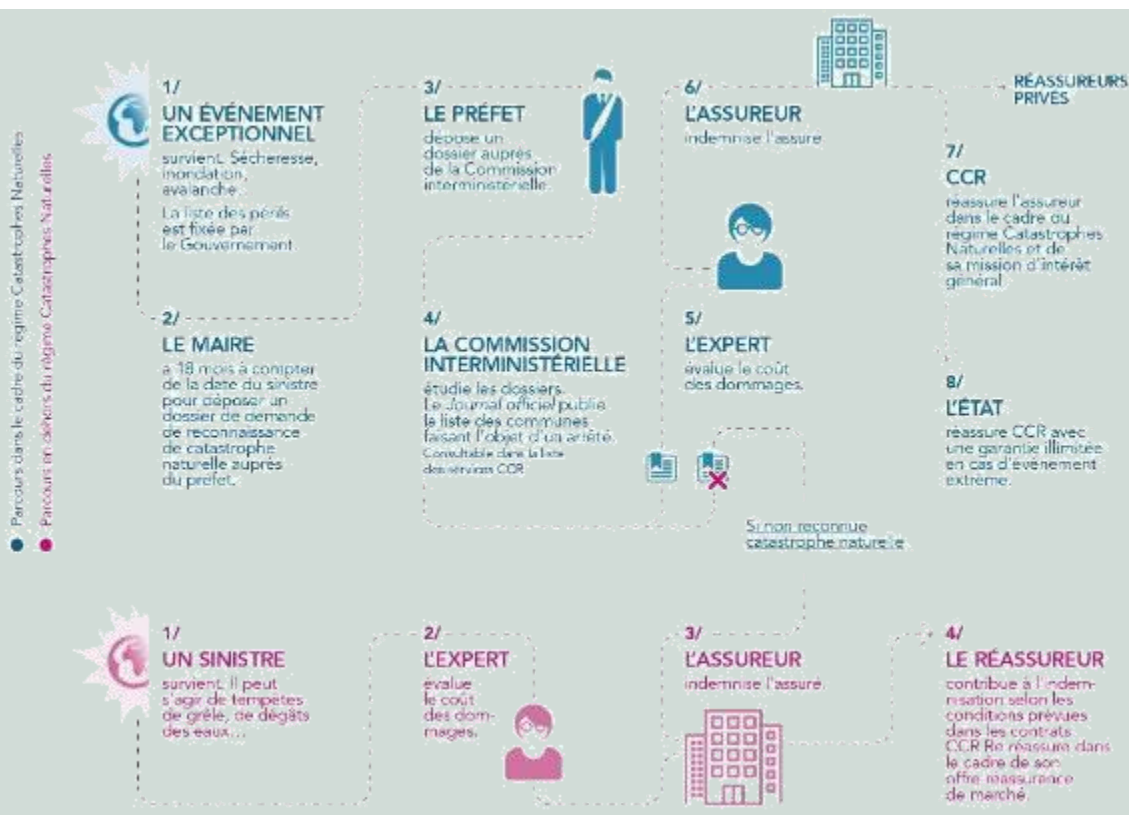 Parcours dans le cadre du régime Catastrophes Naturelles
Parcours en dehors du régime Catastrophes Naturelles
1/
UN ÉVÉNEMENT
EXCEPTIONNEL
survient. Sécheresse,
inondation,
avalanche
La liste des périls
est fixée par
le Gouvernement.
2/
LE MAIRE
a 18 mois à compter
de la date du sinistre
pour déposer un
dossier de demande
de reconnaissance
de catastrophe
naturelle auprès
du préfet.
3/
LE PRÉFET
dépose un
dossier auprès
de la Commission
interministérielle
4/
LA COMMISSION
INTERMINISTÉRIELLE
étudie les dossiers.
Le Journal officiel publie
la liste des communes
faisant l'objet d'un arrêté.
Consultable dans la liste
des services CCR
5/
L'EXPERT
évalue le coût
des dommages.
6/
L'ASSUREUR
indemnise l'assuré
RÉASSUREURS
PRIVÉS
7/
CCR
réassure l'assureur
dans le cadre du
régime Catastrophes
Naturelles et de
sa mission d'intérêt
général
8/
L'ÉTAT
réassure CCR avec
une garantie illimitée
en cas d'événement
extrême.
Si non reconnue
catastrophe naturelle
1/
UN SINISTRE
survient. Il peut
s'agir de tempêtes
de grêle, de dégâts
des eaux...
2/
L'EXPERT
évalue
le coût
des dom-
mages.
3/
L'ASSUREUR
indemnise l'assuré.
4/
LE RÉASSUREUR
contribue à l'indem-
nisation selon les
conditions prévues
dans les contrats
CCR Re réassure dans
le cadre de son
offre réassurance
de marché.